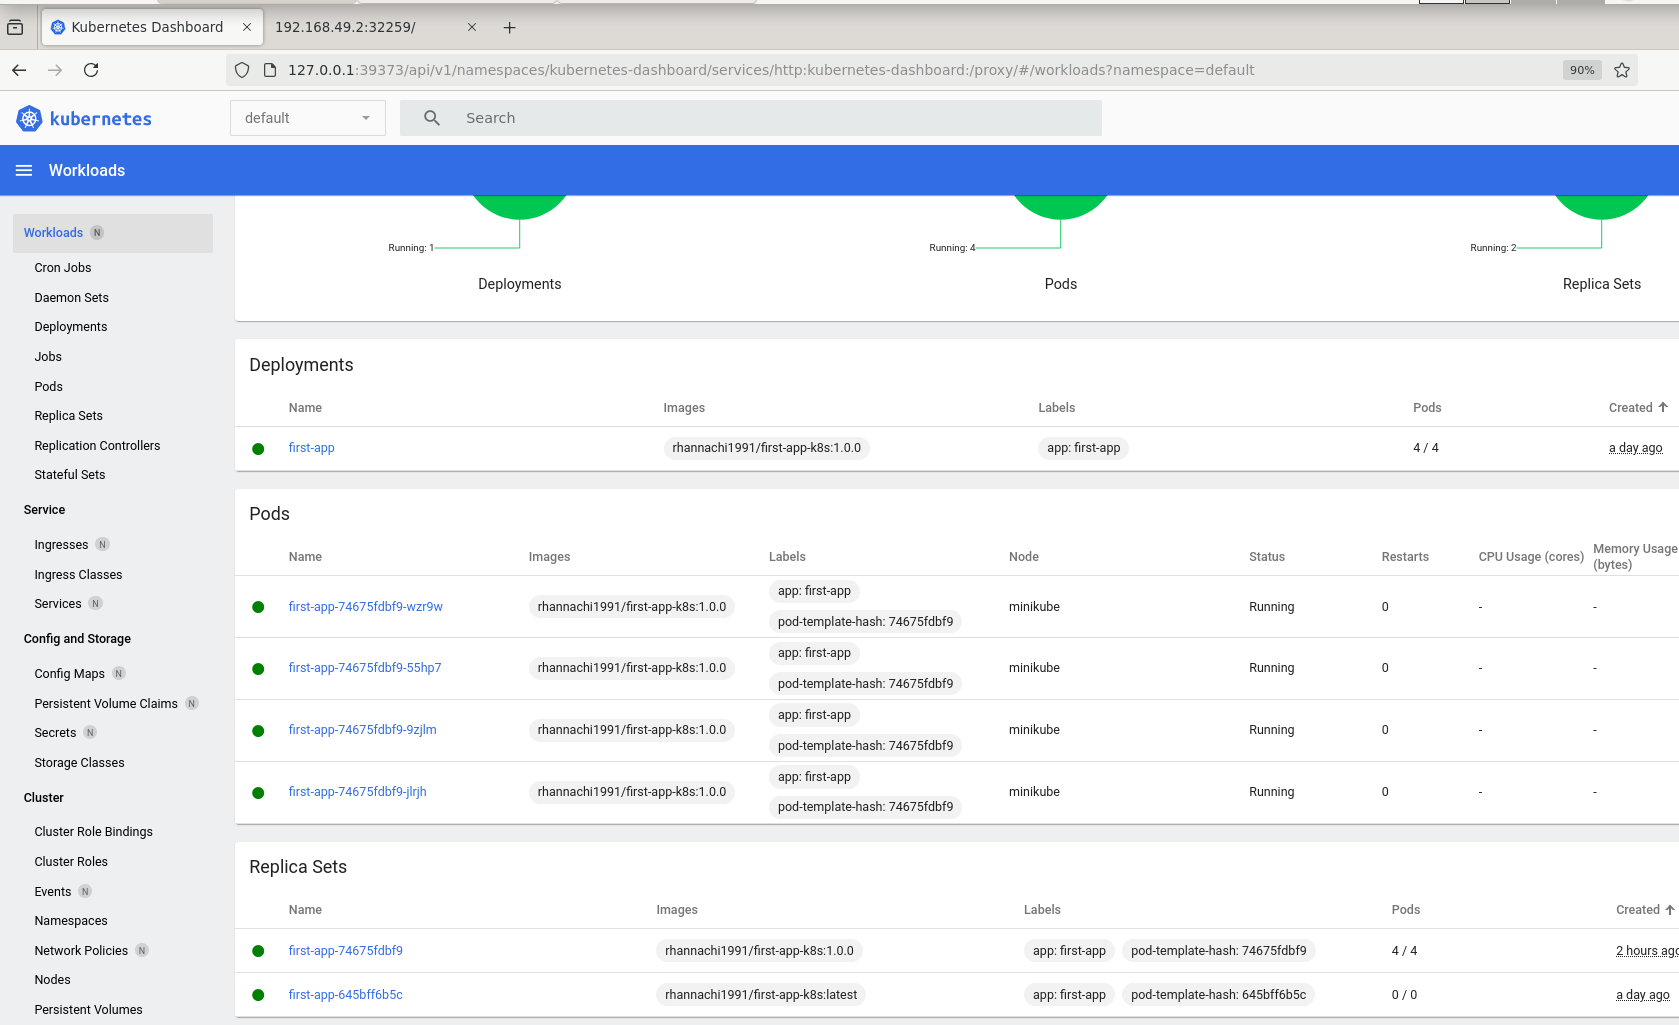 Kubernetes Dashboard
192.168.49.2:32259/
127.0.0.1:39373/api/v1/namespaces/kubernetes-dashboard/services/http:kubernetes-dashboard:/proxy/#/workloads?namespace=default
90%
kubernetes
default
Search
Workloads
Workloads N
Cron Jobs
Daemon Sets
Deployments
Jobs
Pods
Replica Sets
Replication Controllers
Stateful Sets
Service
Ingresses N
Ingress Classes
Services N
Config and Storage
Config Maps N
Persistent Volume Claims N
Secrets N
Storage Classes
Cluster
Cluster Role Bindings
Cluster Roles
Events N
Namespaces
Network Policies N
Nodes
Persistent Volumes
Running: 1
Deployments
Running: 4
Pods
Running: 2
Replica Sets
Deployments
Name Images Labels Pods Created
first-app rhannachi1991/first-app-k8s:1.0.0 app: first-app 4 / 4 a day ago
Pods
Name Images Labels Node Status Restarts CPU Usage (cores) Memory Usage (bytes)
first-app-74675fdbf9-wzr9w rhannachi1991/first-app-k8s:1.0.0 app: first-app pod-template-hash: 74675fdbf9 minikube Running 0 - -
first-app-74675fdbf9-55hp7 rhannachi1991/first-app-k8s:1.0.0 app: first-app pod-template-hash: 74675fdbf9 minikube Running 0 - -
first-app-74675fdbf9-9zjlm rhannachi1991/first-app-k8s:1.0.0 app: first-app pod-template-hash: 74675fdbf9 minikube Running 0 - -
first-app-74675fdbf9-jlrjh rhannachi1991/first-app-k8s:1.0.0 app: first-app pod-template-hash: 74675fdbf9 minikube Running 0 - -
Replica Sets
Name Images Labels Pods Created
first-app-74675fdbf9 rhannachi1991/first-app-k8s:1.0.0 app: first-app pod-template-hash: 74675fdbf9 4 / 4 2 hours ago
first-app-645bff6b5c rhannachi1991/first-app-k8s:latest app: first-app pod-template-hash: 645bff6b5c 0 / 0 a day ago